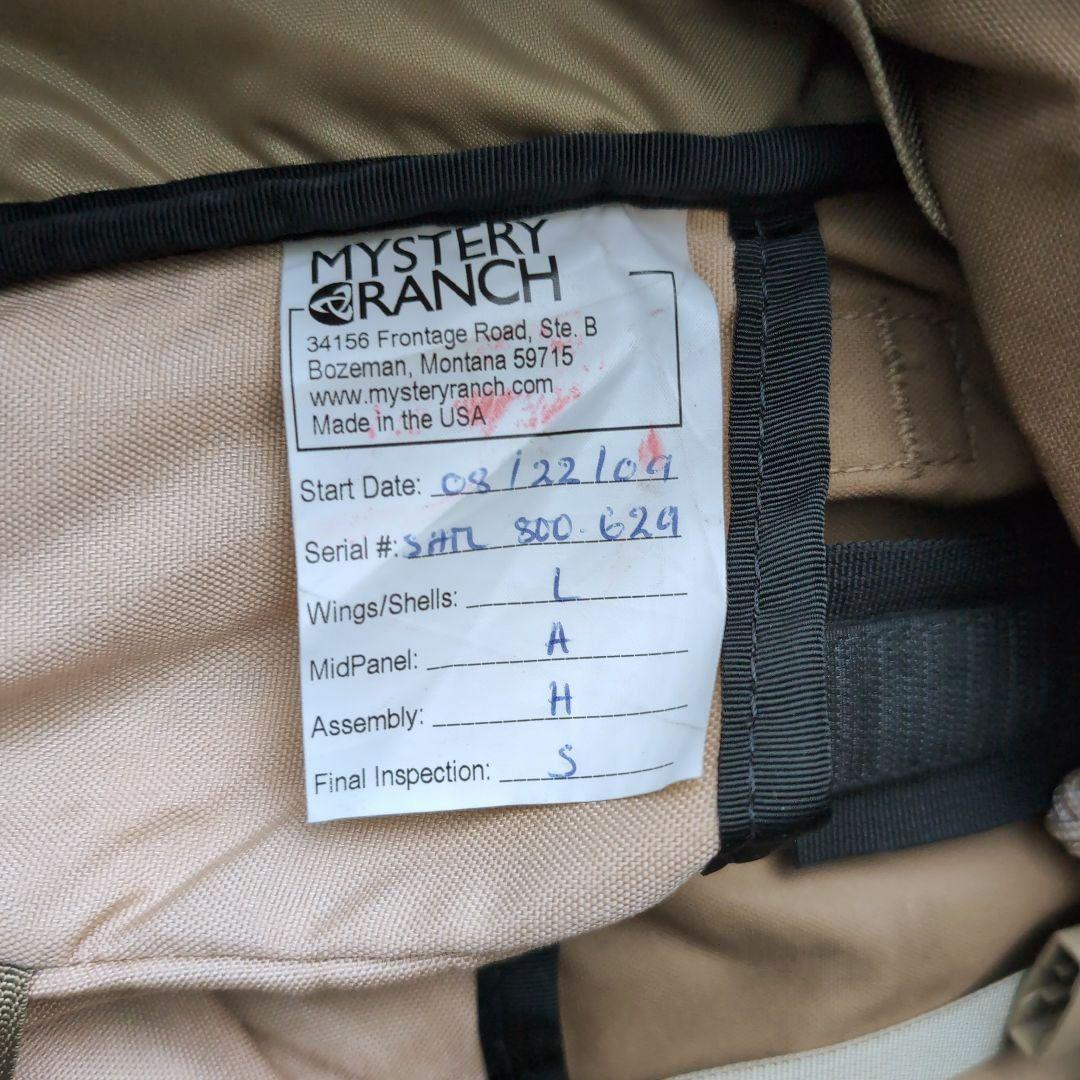 MYSTERY
RANCH
34156 Frontage Road, Ste. B
Bozeman, Montana 59715
www.mysteryranch.com
Made in the USA
Start Date: 08/22/09
Serial #: 800-629
Wings/Shells: L
MidPanel: A
Assembly: H
Final Inspection: S